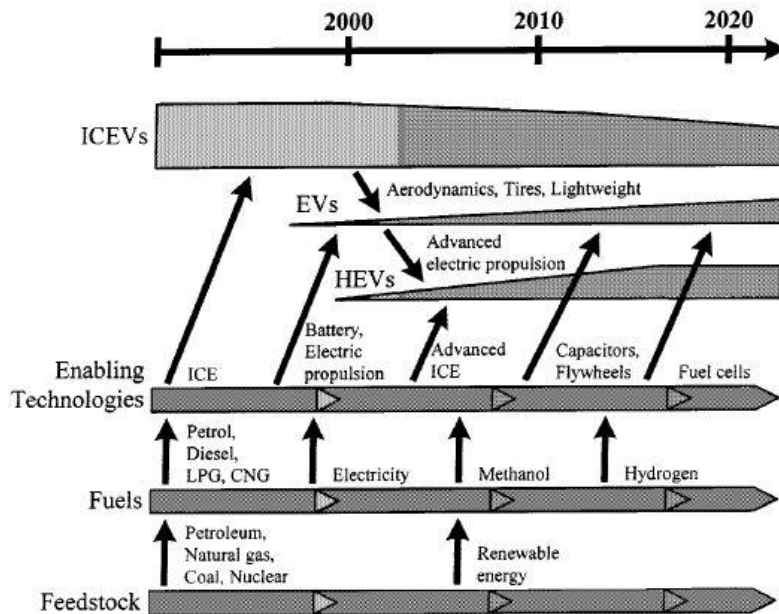 2000 2010 2020
ICEVs
Aerodynamics, Tires, Lightweight
EVs
Advanced
electric propulsion
HEVs
Battery,
Electric
propulsion
Advanced
ICE
Capacitors,
Flywheels
Enabling
Technologies
ICE
Fuel cells
Petrol,
Diesel,
LPG, CNG
Electricity
Methanol
Hydrogen
Fuels
Petroleum,
Natural gas,
Coal, Nuclear
Renewable
energy
Feedstock